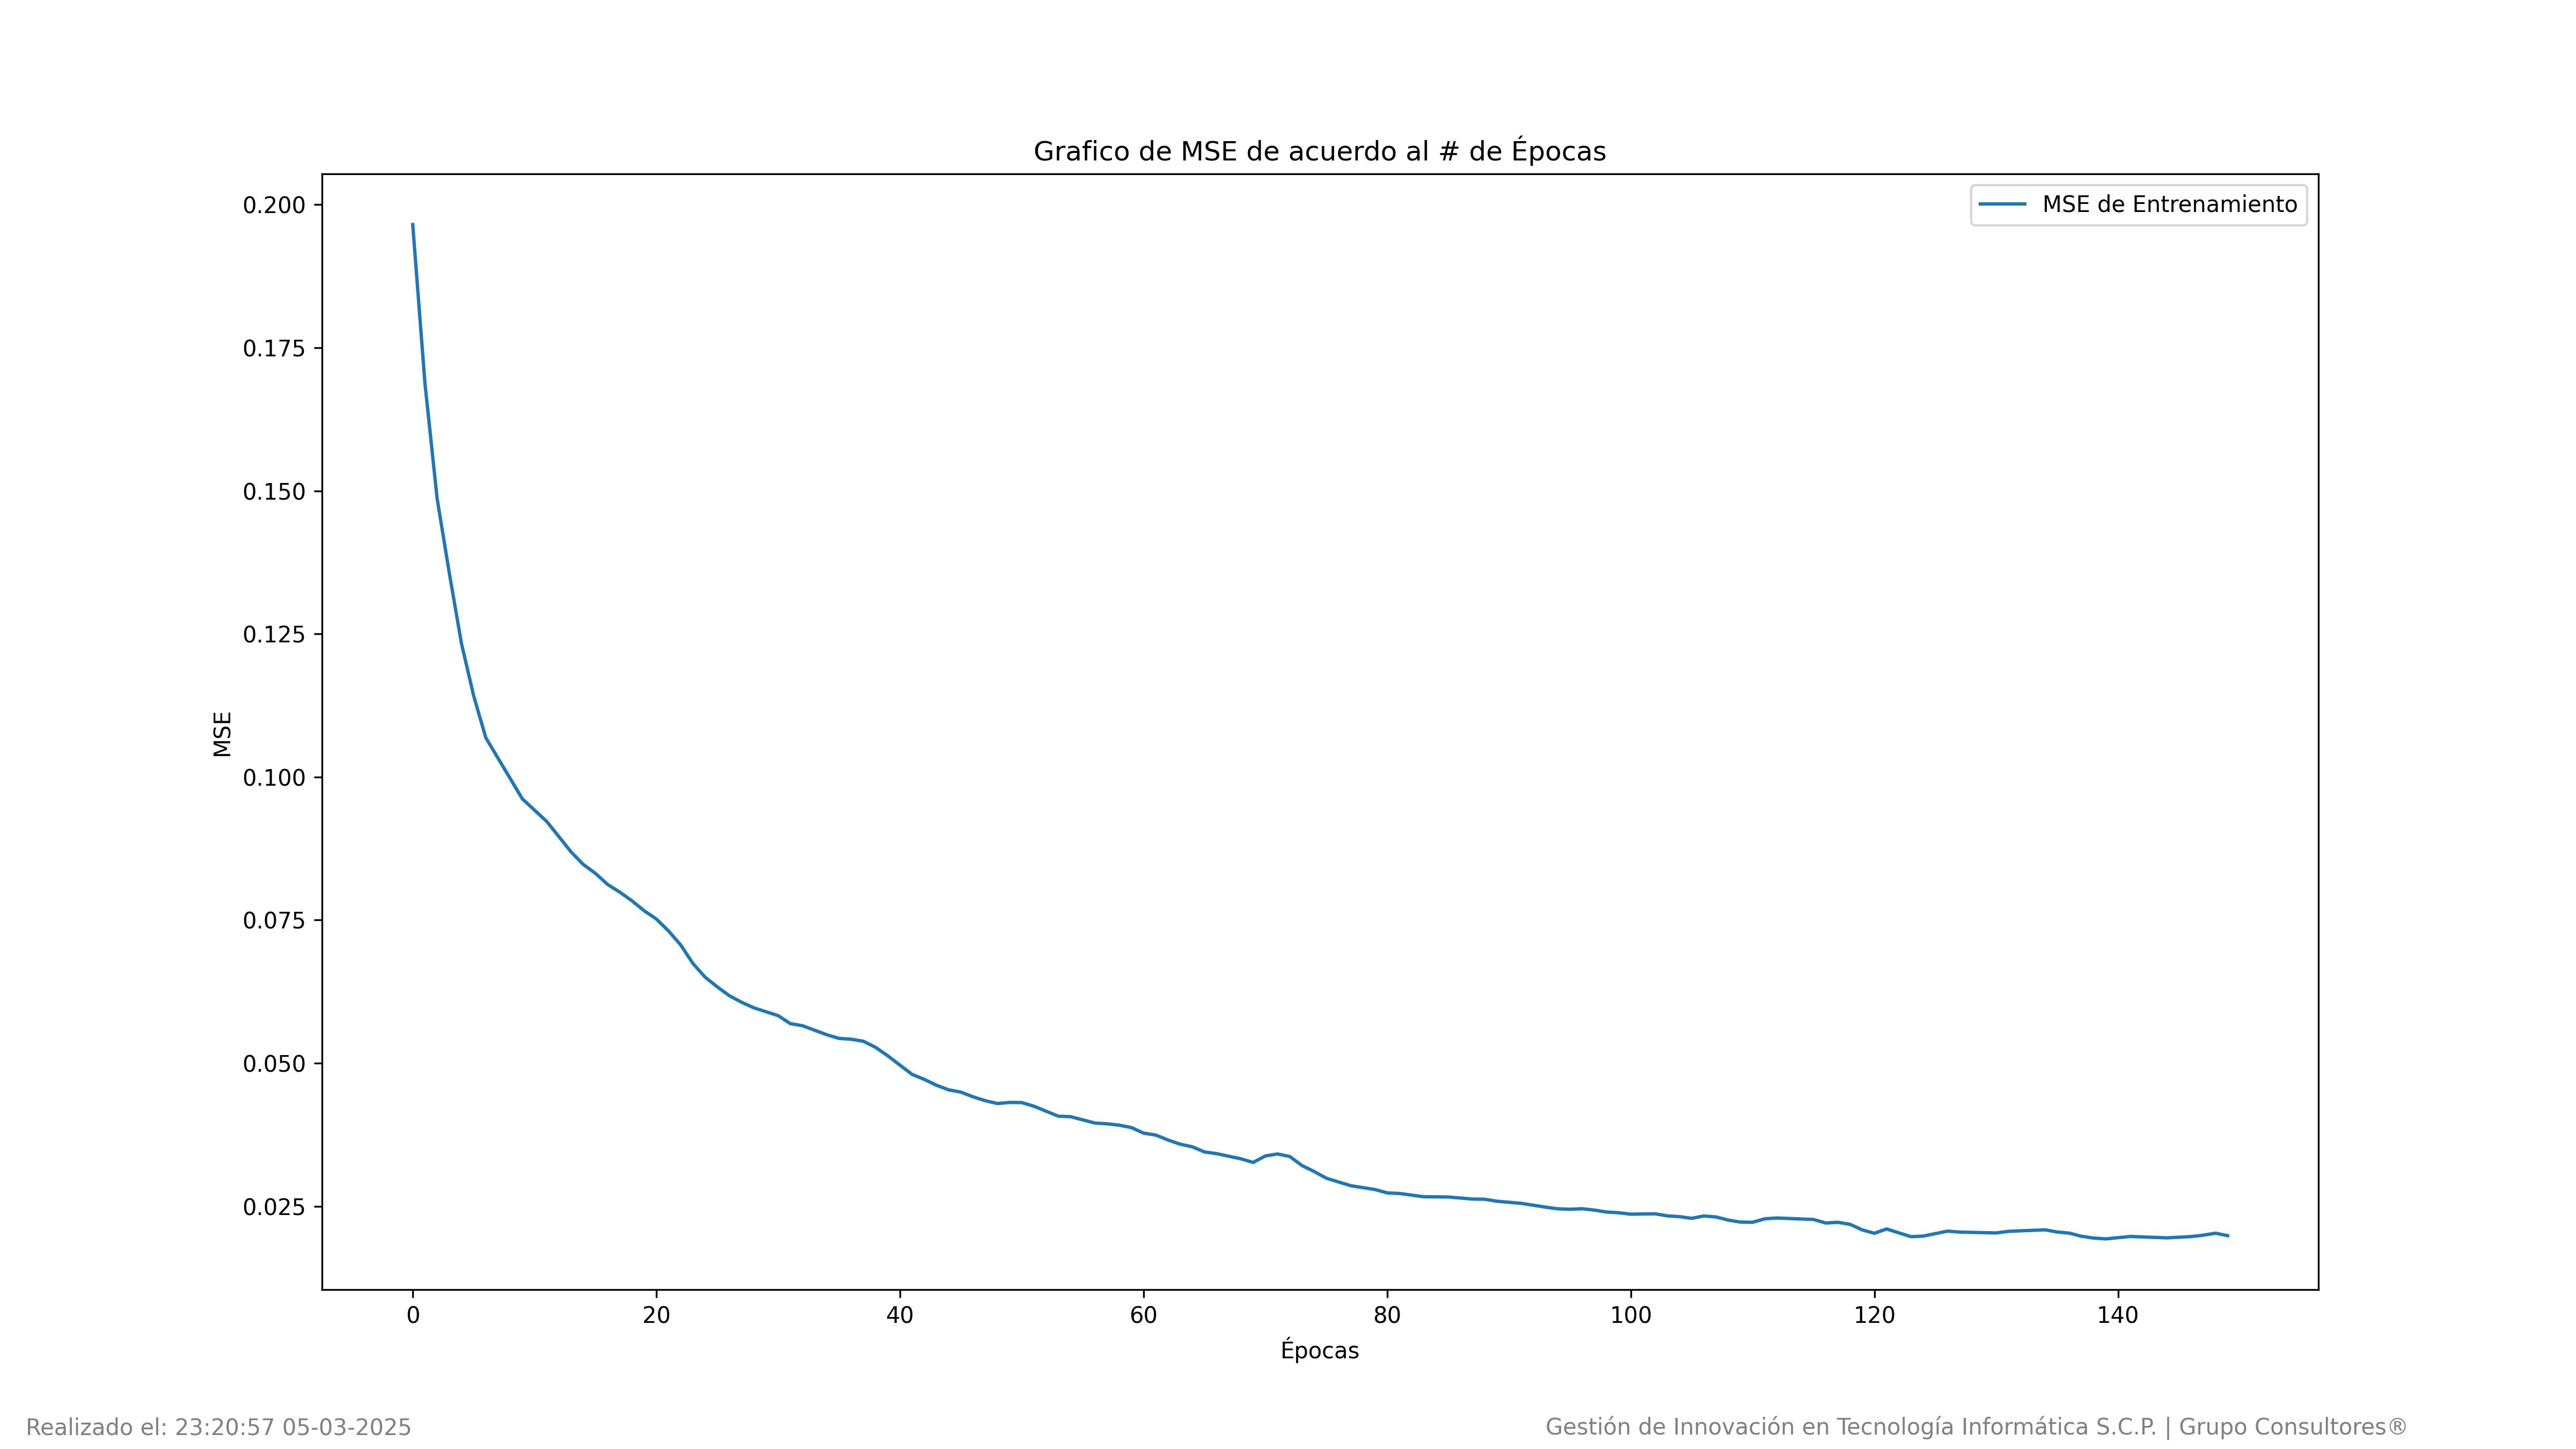 Grafico de MSE de acuerdo al # de Épocas
MSE de Entrenamiento
0.200
0.175
0.150
0.125
0.100
0.075
0.050
0.025
MSE
0 20 40 60 80 100 120 140
Épocas
Realizado el: 23:20:57 05-03-2025
Gestión de Innovación en Tecnología Informática S.C.P. | Grupo Consultores®